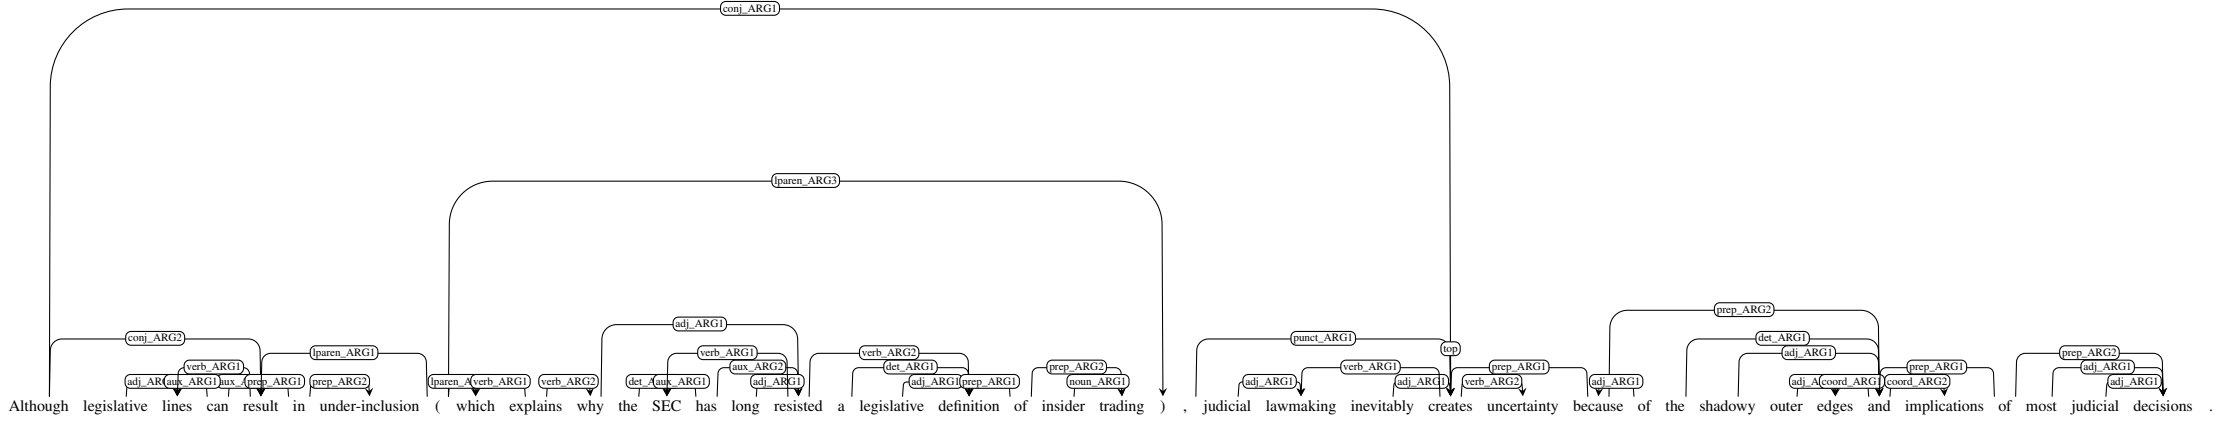 conj_ARG1
lparen_ARG3
prep_ARG2
adj_ARG1
conj_ARG2 punct_ARG1 det_ARG1
top
lparen_ARG1 verb_ARG1 verb_ARG2 adj_ARG1 prep_ARG2
verb_ARG1 aux_ARG2 det_ARG1 prep_ARG2 verb_ARG1 prep_ARG1 prep_ARG1 adj_ARG1
aux_ARG1 prep_ARG1 prep_ARG2 verb_ARG1 verb_ARG2 aux_ARG1 adj_ARG1 adj_ARG1 prep_ARG1 noun_ARG1 adj_ARG1 adj_ARG1 verb_ARG2 adj_ARG1 coord_ARG1 coord_ARG2 adj_ARG1
Although legislative lines can result in under-inclusion ( which explains why the SEC has long resisted a legislative definition of insider trading ) , judicial lawmaking inevitably creates uncertainty because of the shadowy outer edges and implications of most judicial decisions .